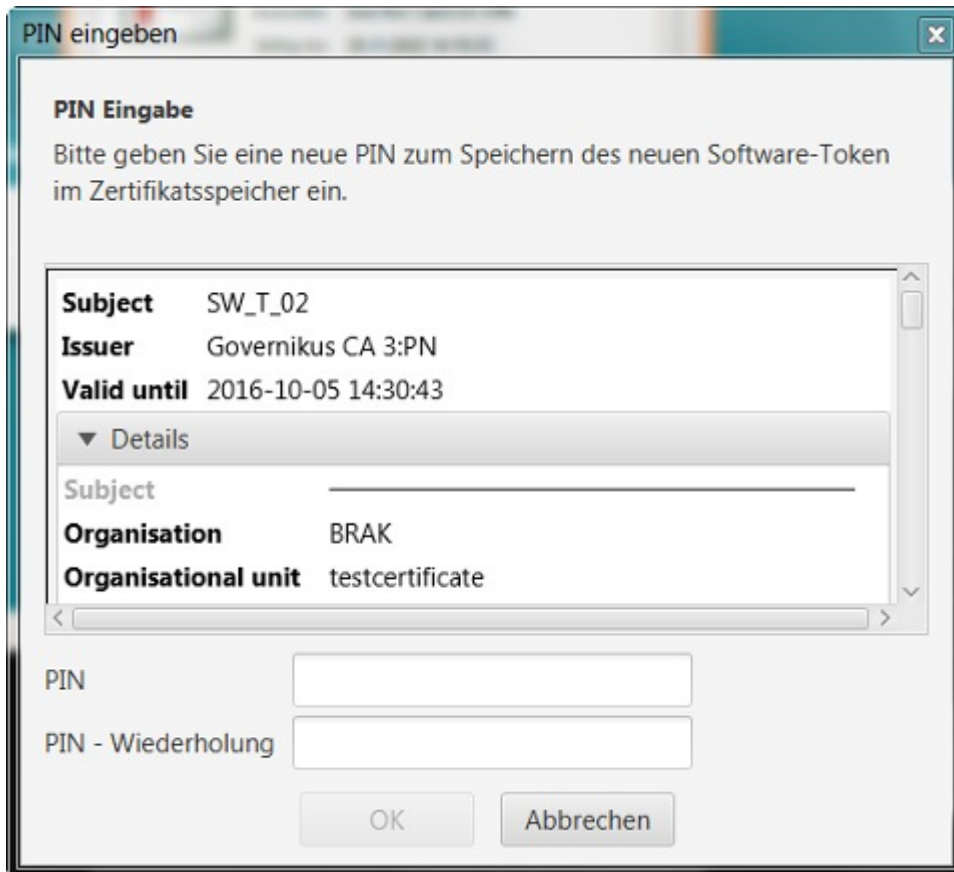 PIN eingeben
PIN Eingabe
Bitte geben Sie eine neue PIN zum Speichern des neuen Software-Token
im Zertifikatsspeicher ein.
Subject SW_T_02
Issuer Governikus CA 3:PN
Valid until 2016-10-05 14:30:43
Details
Subject
Organisation BRAK
Organisational unit testcertificate
PIN
PIN - Wiederholung
OK Abbrechen